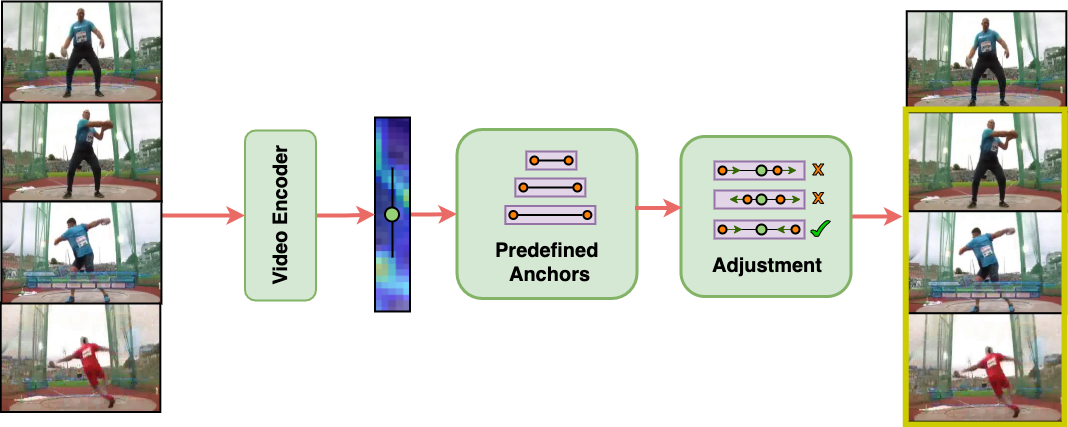 Video Encoder
Predefined
Anchors
X
X
Adjustment